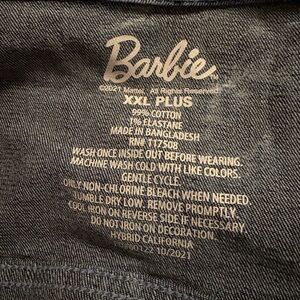 Barbie™
©2021 Mattel. All Rights Reserved
XXL PLUS
99% COTTON
1% ELASTANE
MADE IN BANGLADESH
RN# 117508
WASH ONCE INSIDE OUT BEFORE WEARING.
MACHINE WASH COLD WITH LIKE COLORS.
GENTLE CYCLE.
ONLY NON-CHLORINE BLEACH WHEN NEEDED.
TUMBLE DRY LOW. REMOVE PROMPTLY.
COOL IRON ON REVERSE SIDE IF NECESSARY.
DO NOT IRON ON DECORATION.
HYBRID CALIFORNIA
10/2021